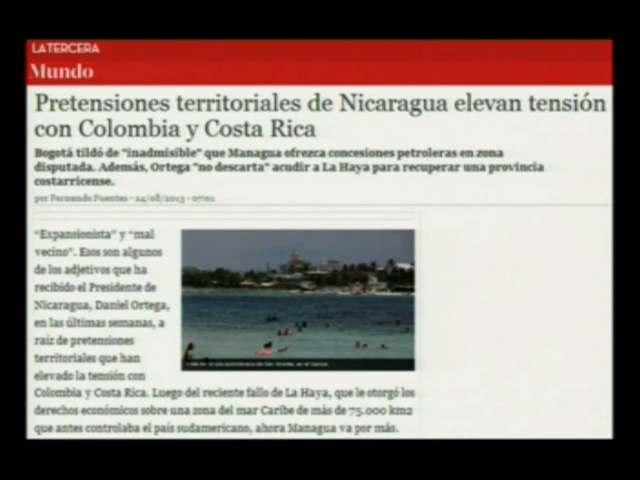 LA TERCERA
Mundo
Pretensiones territoriales de Nicaragua elevan tensión
con Colombia y Costa Rica
Bogotá tildó de "inadmisible" que Managua ofrezca concesiones petroleras en zona
disputada. Además, Ortega "no descarta" acudir a La Haya para recuperar una provincia
costarricense.
por Fernando Fuentes - 24/08/2013 - 07:01
"Expansionista" y "mal
vecino". Esos son algunos
de los adjetivos que ha
recibido el Presidente de
Nicaragua, Daniel Ortega,
en las últimas semanas, a
raíz de pretensiones
territoriales que han
elevado la tensión con
Colombia y Costa Rica. Luego del reciente fallo de La Haya, que le otorgó los
derechos económicos sobre una zona del mar Caribe de más de 75.000 km2
que antes controlaba el país sudamericano, ahora Managua va por más.